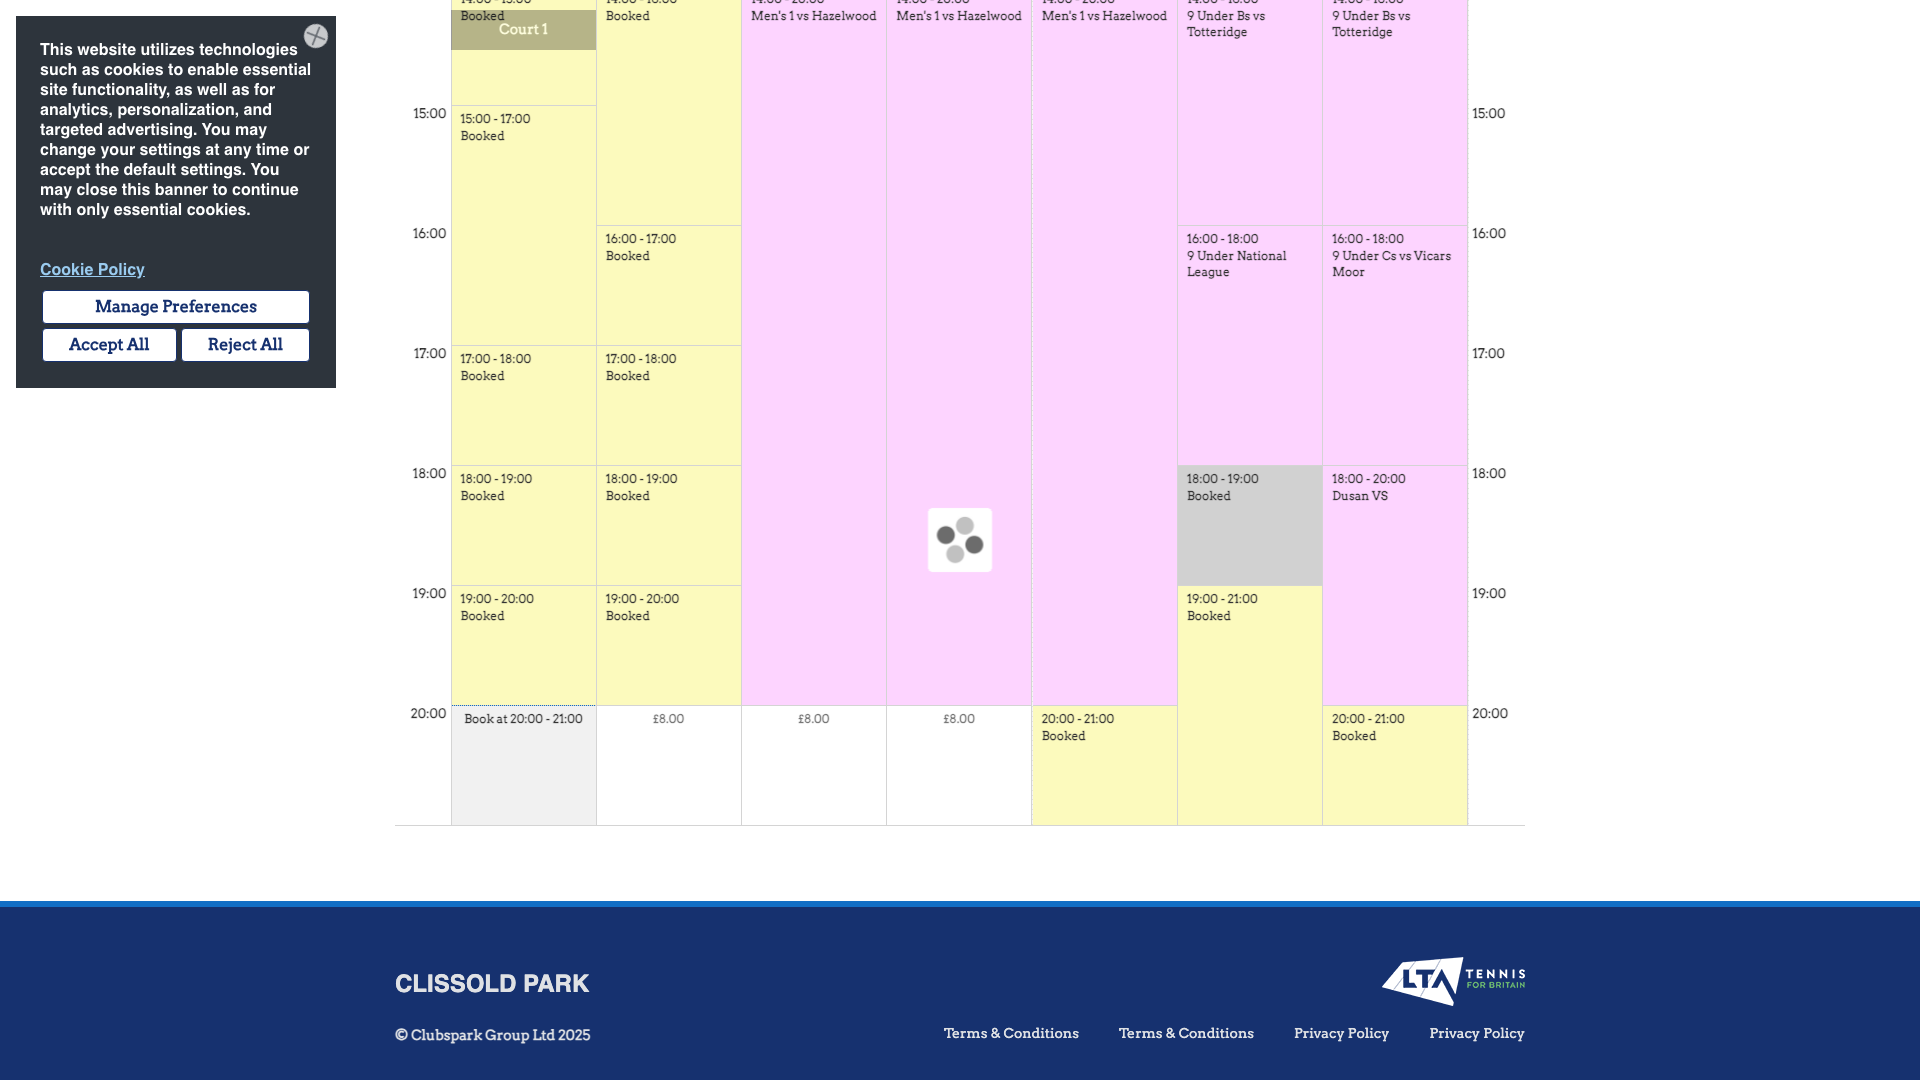 This website utilizes technologies
such as cookies to enable essential
site functionality, as well as for
analytics, personalization, and
targeted advertising. You may
change your settings at any time or
accept the default settings. You
may close this banner to continue
with only essential cookies.
Cookie Policy
Manage Preferences
Accept All
Reject All
Booked
Court 1
Booked
Men's 1 vs Hazelwood
Men's 1 vs Hazelwood
Men's 1 vs Hazelwood
9 Under Bs vs
Totteridge
9 Under Bs vs
Totteridge
15:00
15:00 - 17:00
Booked
15:00
16:00
16:00 - 17:00
Booked
16:00 - 18:00
9 Under National
League
16:00 - 18:00
9 Under Cs vs Vicars
Moor
16:00
17:00
17:00 - 18:00
Booked
17:00 - 18:00
Booked
17:00
18:00
18:00 - 19:00
Booked
18:00 - 19:00
Booked
18:00 - 19:00
Booked
18:00 - 20:00
Dusan VS
18:00
19:00
19:00 - 20:00
Booked
19:00 - 20:00
Booked
19:00 - 21:00
Booked
19:00
20:00
Book at 20:00 - 21:00
£8.00
£8.00
£8.00
20:00 - 21:00
Booked
20:00 - 21:00
Booked
20:00
CLISSOLD PARK
LTA TENNIS
FOR BRITAIN
© Clubspark Group Ltd 2025
Terms & Conditions
Terms & Conditions
Privacy Policy
Privacy Policy